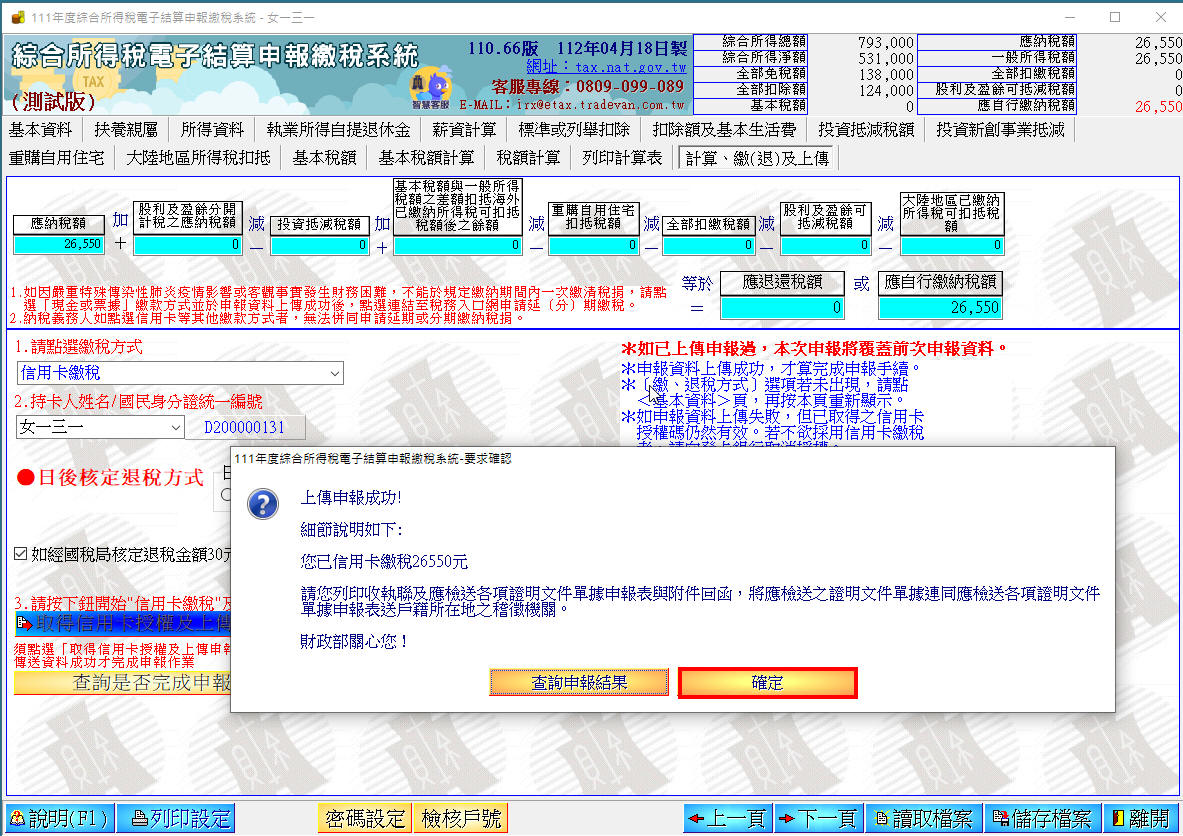 111年度綜合所得稅電子結算申報繳稅系統 - 女一三一
綜合所得稅電子結算申報繳稅系統
TAX
(測試版)
110.66版 112年04月18日製
網址：tax.nat.gov.tw
客服專線：0809-099-089
E-MAIL：irx@etax.tradevan.com.tw
智慧客服
綜合所得總額 793,000
綜合所得淨額 531,000
全部免稅額 138,000
全部扣除額 124,000
基本稅額 0
應納稅額 26,550
一般所得稅額 26,550
全部扣繳稅額 0
股利及盈餘可抵減稅額 0
應自行繳納稅額 26,550
基本資料 扶養親屬 所得資料 執業所得自提退休金 薪資計算 標準或列舉扣除 扣除額及基本生活費 投資抵減稅額 投資新創事業抵減
重購自用住宅 大陸地區所得稅扣抵 基本稅額 基本稅額計算 稅額計算 列印計算表 計算、繳(退)及上傳
應納稅額
26,550
加
+
股利及盈餘分開
計稅之應納稅額
0
減
—
投資抵減稅額
0
加
+
基本稅額與一般所得
稅額之差額扣抵海外
已繳納所得稅可扣抵
稅額後之餘額
0
減
—
重購自用住宅
扣抵稅額
0
減
—
全部扣繳稅額
0
減
—
股利及盈餘可
抵減稅額
0
減
—
大陸地區已繳納
所得稅可扣抵稅
額
0
等於
=
應退還稅額
0
或
應自行繳納稅額
26,550
1.如因嚴重特殊傳染性肺炎疫情影響或客觀事實發生財務困難，不能於規定繳納期間內一次繳清稅捐，請點
選「現金或票據」繳款方式並於申報資料上傳成功後，點選連結至稅務入口網申請延（分）期繳稅。
2.納稅義務人如點選信用卡等其他繳款方式者，無法併同申請延期或分期繳納稅捐。
1.請點選繳稅方式
信用卡繳稅
2.持卡人姓名/國民身分證統一編號
女一三一
D200000131
●日後核定退稅方式
如經國稅局核定退稅金額30元
3.請按下鈕開始"信用卡繳稅"及
取得信用卡授權及上傳
須點選「取得信用卡授權及上傳申報
傳送資料成功才完成申報作業
查詢是否完成申報
＊如已上傳申報過，本次申報將覆蓋前次申報資料。
＊申報資料上傳成功，才算完成申報手續。
＊〔繳、退稅方式〕選項若未出現，請點
＜基本資料＞頁，再按本頁重新顯示。
＊如申報資料上傳失敗，但已取得之信用卡
授權碼仍然有效。若不欲採用信用卡繳稅
111年度綜合所得稅電子結算申報繳稅系統-要求確認
上傳申報成功!
細節說明如下:
您已信用卡繳稅26550元
請您列印收執聯及應檢送各項證明文件單據申報表與附件回函，將應檢送之證明文件單據連同應檢送各項證明文件
單據申報表送戶籍所在地之稽徵機關。
財政部關心您！
查詢申報結果
確定
說明(F1)
列印設定
密碼設定
檢核戶號
上一頁
下一頁
讀取檔案
儲存檔案
離開